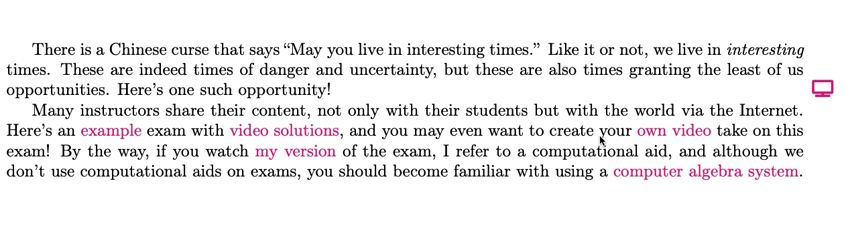 There is a Chinese curse that says “May you live in interesting times.” Like it or not, we live in interesting
times. These are indeed times of danger and uncertainty, but these are also times granting the least of us
opportunities. Here’s one such opportunity!
Many instructors share their content, not only with their students but with the world via the Internet.
Here’s an example exam with video solutions, and you may even want to create your own video take on this
exam! By the way, if you watch my version of the exam, I refer to a computational aid, and although we
don’t use computational aids on exams, you should become familiar with using a computer algebra system.